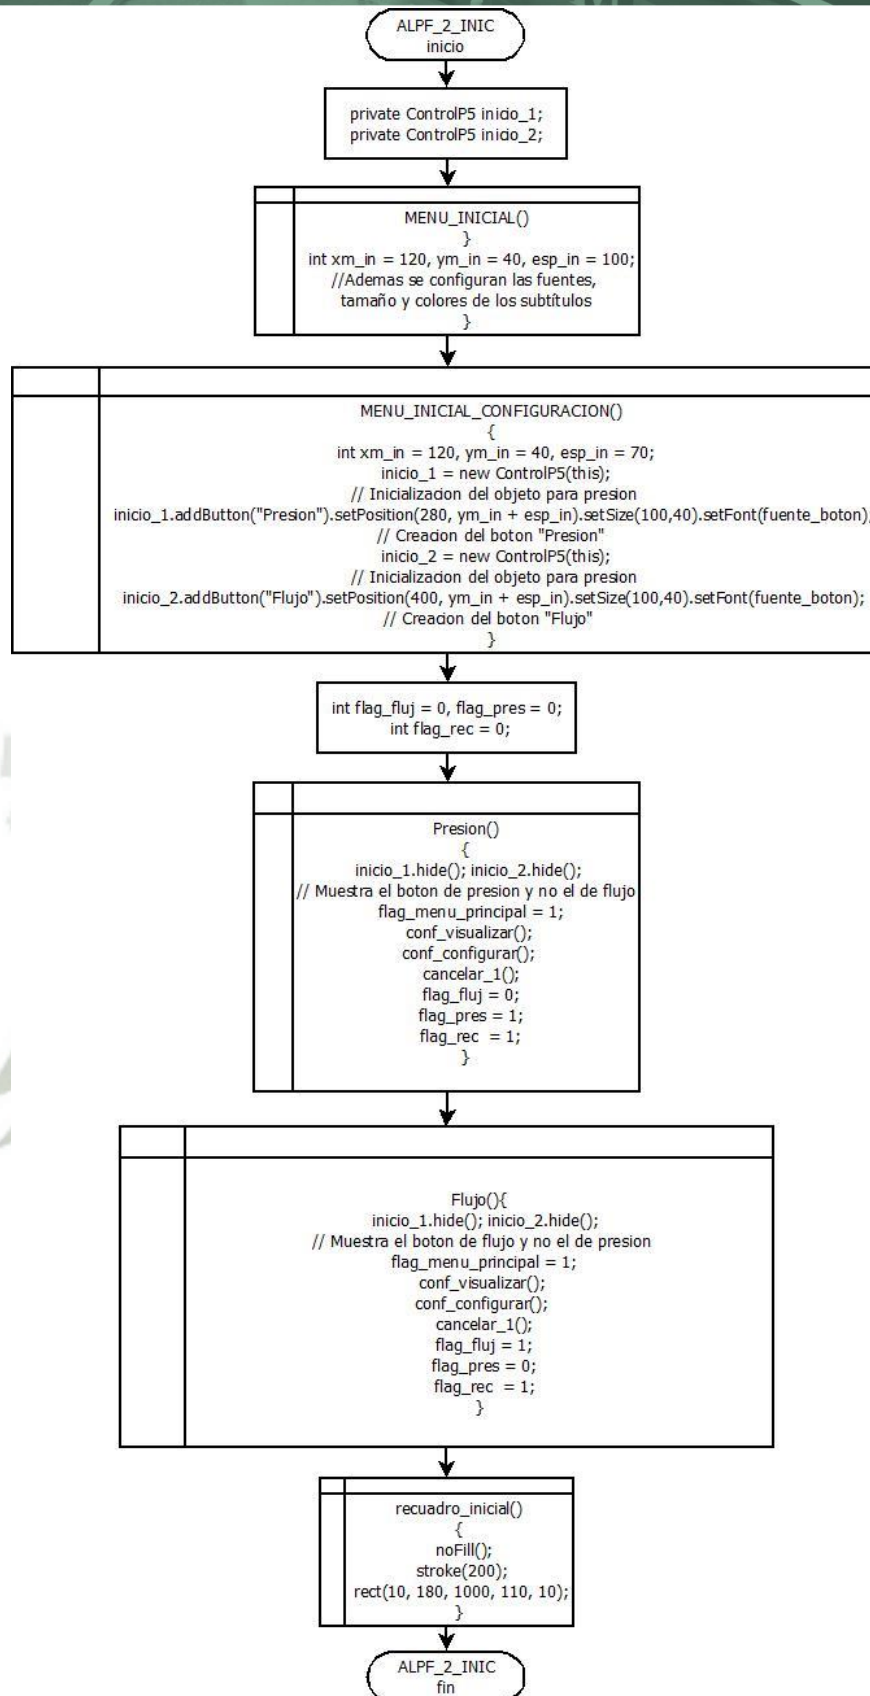 ALPF_2_INIC
inicio
private ControlP5 inicio_1;
private ControlP5 inicio_2;
MENU_INICIAL()
}
int xm_in = 120, ym_in = 40, esp_in = 100;
//Ademas se configuran las fuentes,
tamaño y colores de los subtítulos
}
MENU_INICIAL_CONFIGURACION()
{
int xm_in = 120, ym_in = 40, esp_in = 70;
inicio_1 = new ControlP5(this);
// Inicializacion del objeto para presion
inicio_1.addButton("Presion").setPosition(280, ym_in + esp_in).setSize(100,40).setFont(fuente_boton);
// Creacion del boton "Presion"
inicio_2 = new ControlP5(this);
// Inicializacion del objeto para presion
inicio_2.addButton("Flujo").setPosition(400, ym_in + esp_in).setSize(100,40).setFont(fuente_boton);
// Creacion del boton "Flujo"
}
int flag_fluj = 0, flag_pres = 0;
int flag_rec = 0;
Presion()
{
inicio_1.hide(); inicio_2.hide();
// Muestra el boton de presion y no el de flujo
flag_menu_principal = 1;
conf_visualizar();
conf_configurar();
cancelar_1();
flag_fluj = 0;
flag_pres = 1;
flag_rec = 1;
}
Flujo(){
inicio_1.hide(); inicio_2.hide();
// Muestra el boton de flujo y no el de presion
flag_menu_principal = 1;
conf_visualizar();
conf_configurar();
cancelar_1();
flag_fluj = 1;
flag_pres = 0;
flag_rec = 1;
}
recuadro_inicial()
{
noFill();
stroke(200);
rect(10, 180, 1000, 110, 10);
}
ALPF_2_INIC
fin